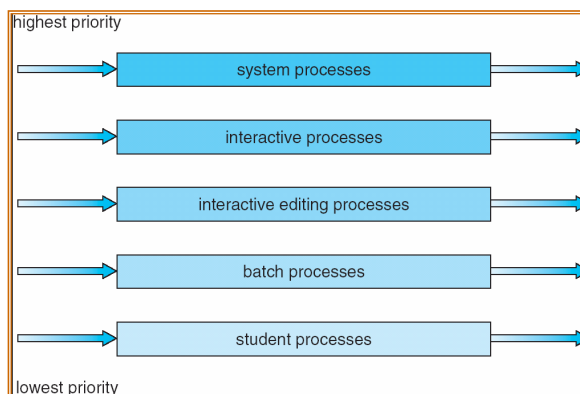 highest priority
system processes
interactive processes
interactive editing processes
batch processes
student processes
lowest priority